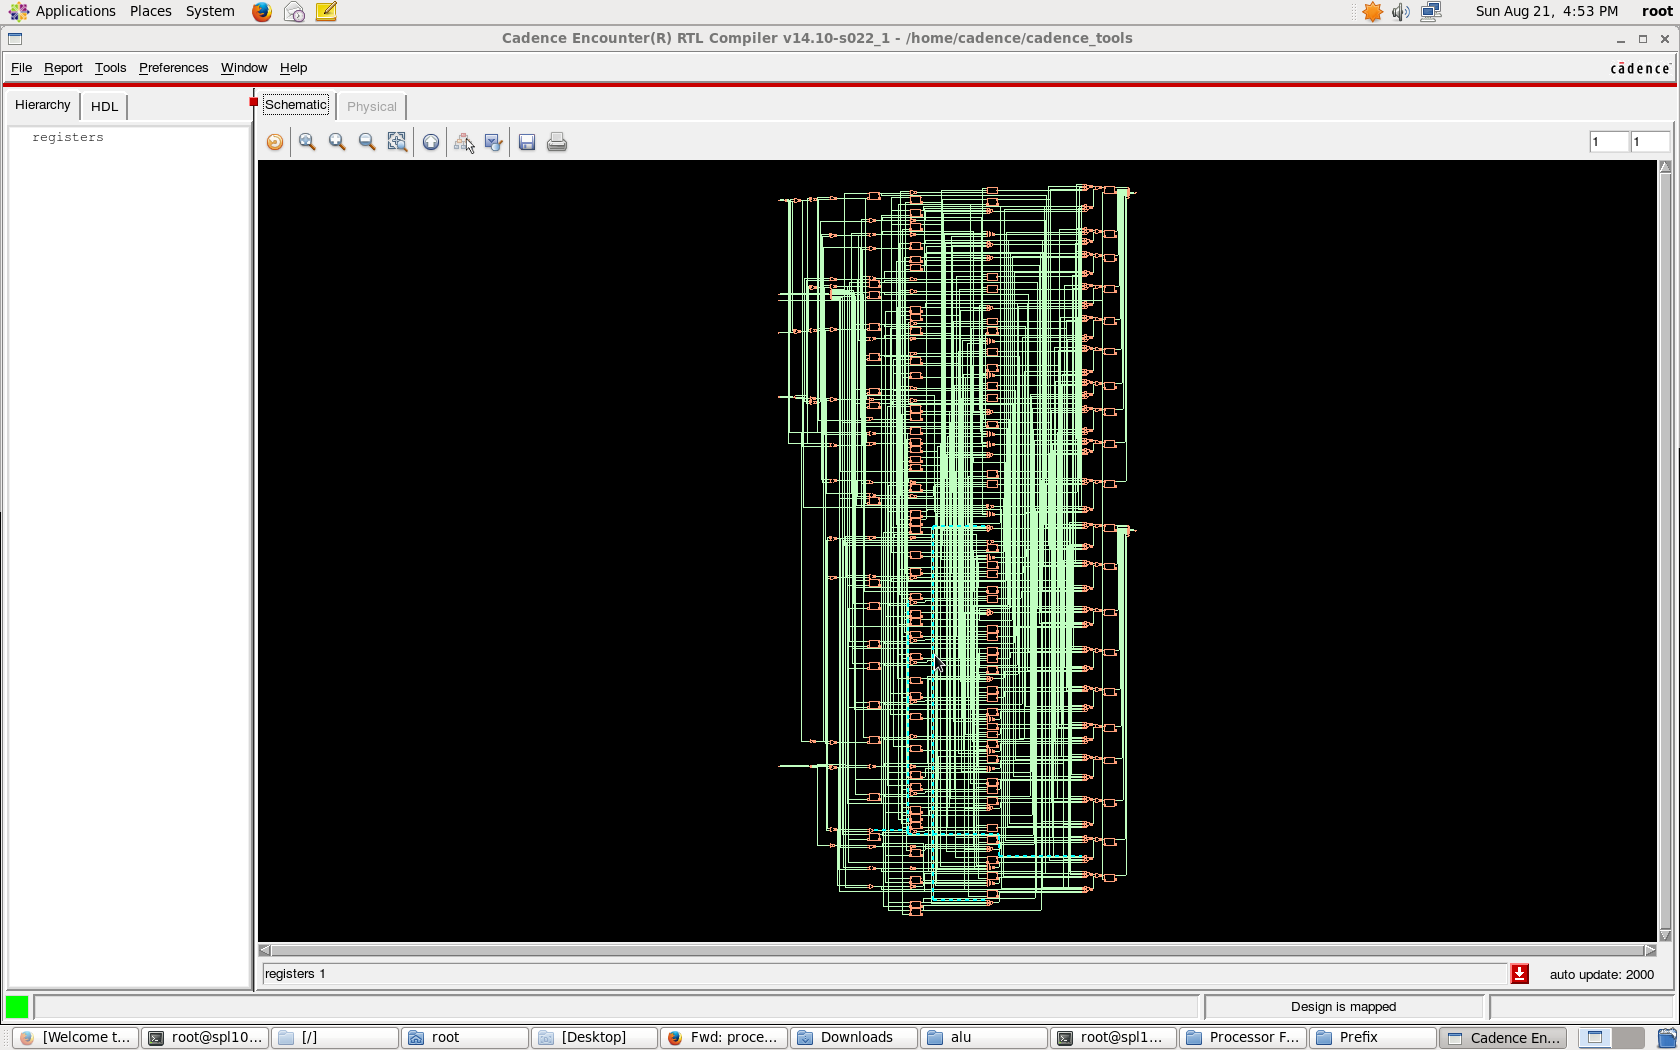 Applications Places System
Sun Aug 21, 4:53 PM root
Cadence Encounter(R) RTL Compiler v14.10-s022_1 - /home/cadence/cadence_tools
File Report Tools Preferences Window Help
cādence
Hierarchy HDL
Schematic Physical
registers
1 1
registers 1
auto update: 2000
Design is mapped
[Welcome t... root@spl10... [/] root [Desktop] Fwd: proce... Downloads alu root@spl1... Processor F... Prefix Cadence En...